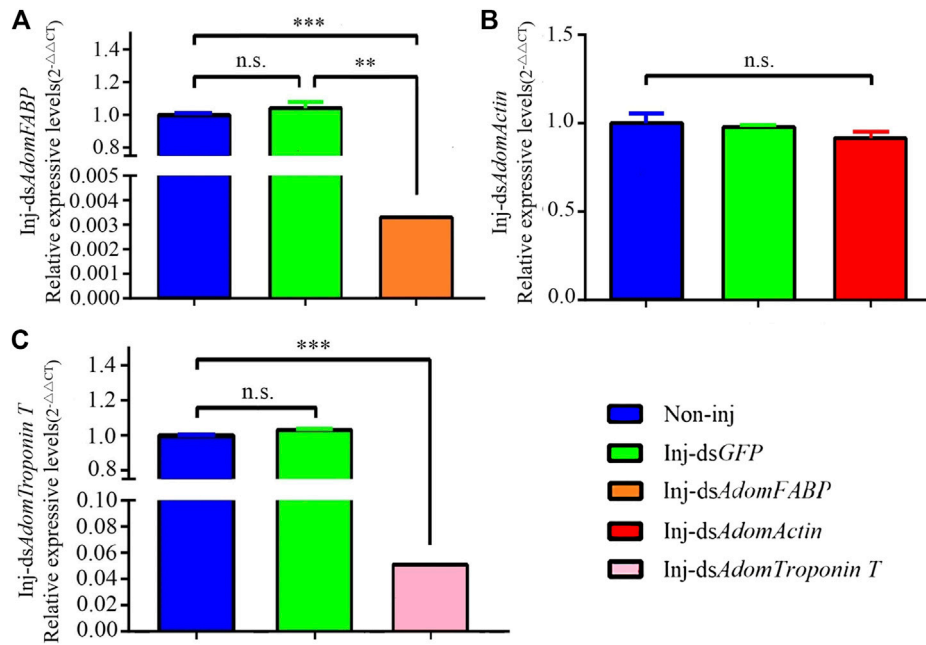 A
Inj-dsAdomFABP
Relative expressive levels(2-△△CT)
1.4
1.2
1.0
0.8
0.005
0.004
0.003
0.002
0.001
0.000
***
n.s.
**
B
Inj-dsAdomActin
Relative expressive levels(2-△△CT)
1.5
1.0
0.5
0.0
n.s.
C
Inj-dsAdomTroponin T
Relative expressive levels(2-△△CT)
1.4
1.2
1.0
0.8
0.10
0.08
0.06
0.04
0.02
0.00
***
n.s.
Non-inj
Inj-dsGFP
Inj-dsAdomFABP
Inj-dsAdomActin
Inj-dsAdomTroponin T